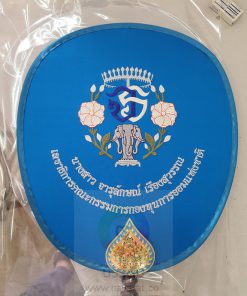 นางสาว จารุลักษณ์ เรืองสุวรรณ
เลขาธิการคณะกรรมการกองทุนการออมแห่งชาติ